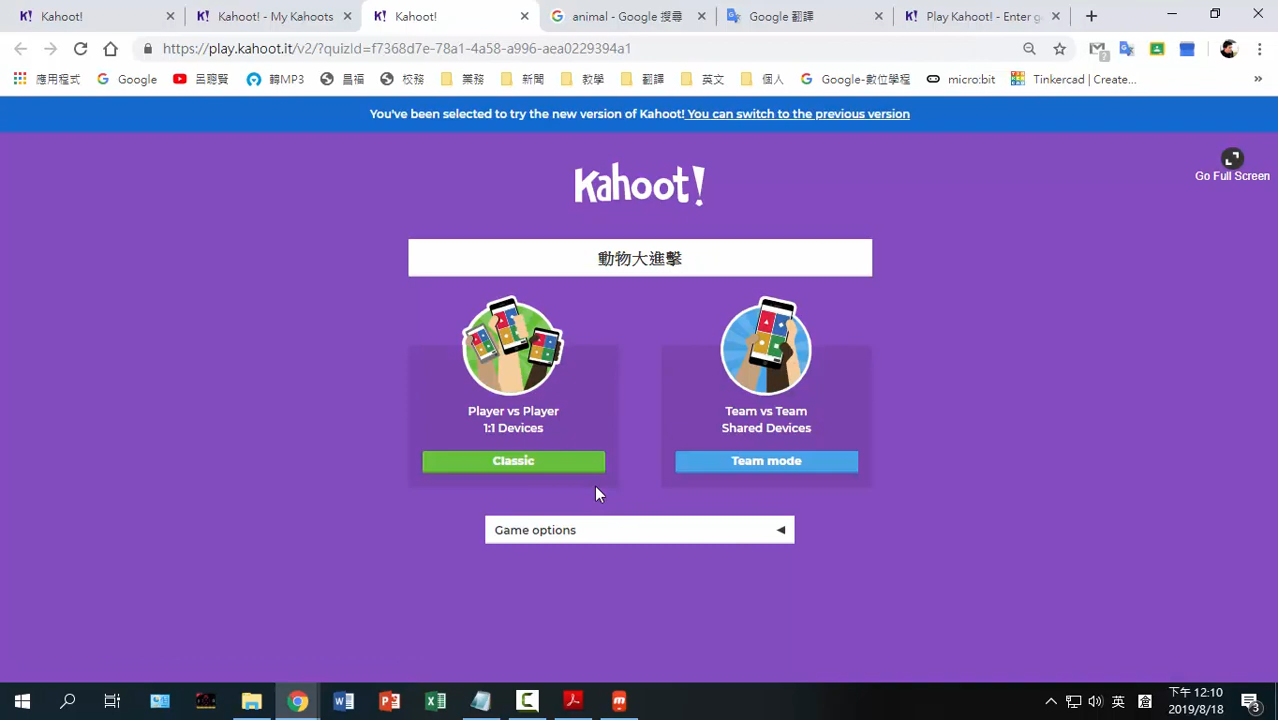 Kahoot!
Kahoot! - My Kahoots
Kahoot!
animal - Google 搜尋
Google 翻譯
Play Kahoot! - Enter g
https://play.kahoot.it/v2/?quizId=f7368d7e-78a1-4a58-a996-aea0229394a1
應用程式
Google
呂聰賢
轉MP3
昌福
校務
業務
新聞
教學
翻譯
英文
個人
Google-數位學程
micro:bit
Tinkercad | Create...
You've been selected to try the new version of Kahoot! You can switch to the previous version
Kahoot!
Go Full Screen
動物大進擊
Player vs Player
1:1 Devices
Classic
Team vs Team
Shared Devices
Team mode
Game options
英
下午 12:10
2019/8/18
3